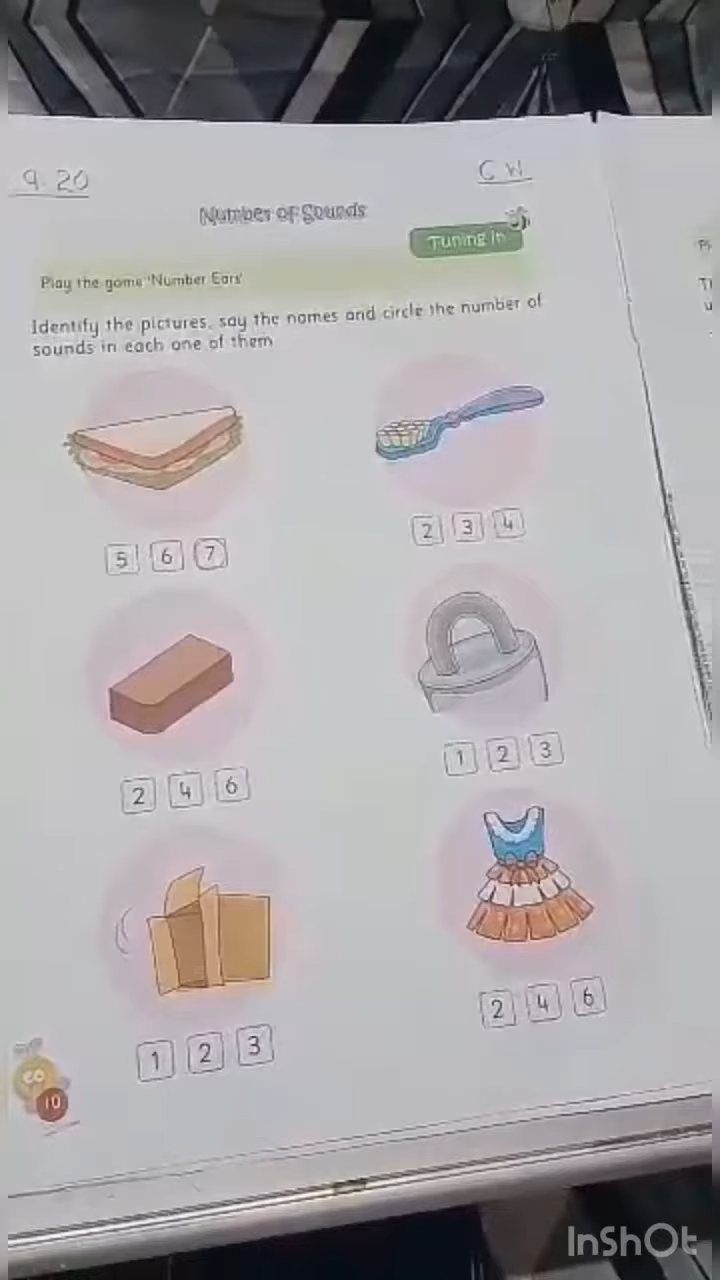 9.20
C W
Number of Sounds
Tuning in
Play the game 'Number Ears'
Identify the pictures, say the names and circle the number of
sounds in each one of them
5 6 7
2 3 4
2 4 6
1 2 3
1 2 3
2 4 6
10
InShOt